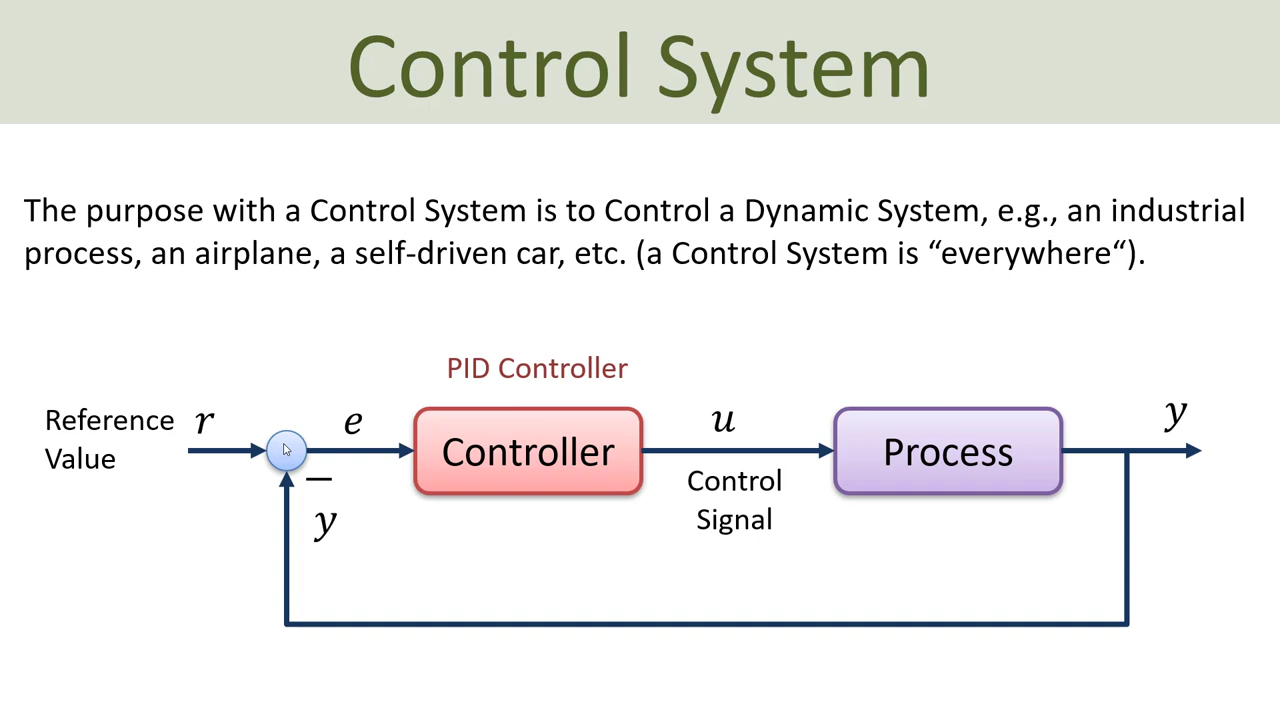 Control System
The purpose with a Control System is to Control a Dynamic System, e.g., an industrial
process, an airplane, a self-driven car, etc. (a Control System is “everywhere“).
PID Controller
Reference
Value
r
e
Controller
u
Control
Signal
Process
y
−
y